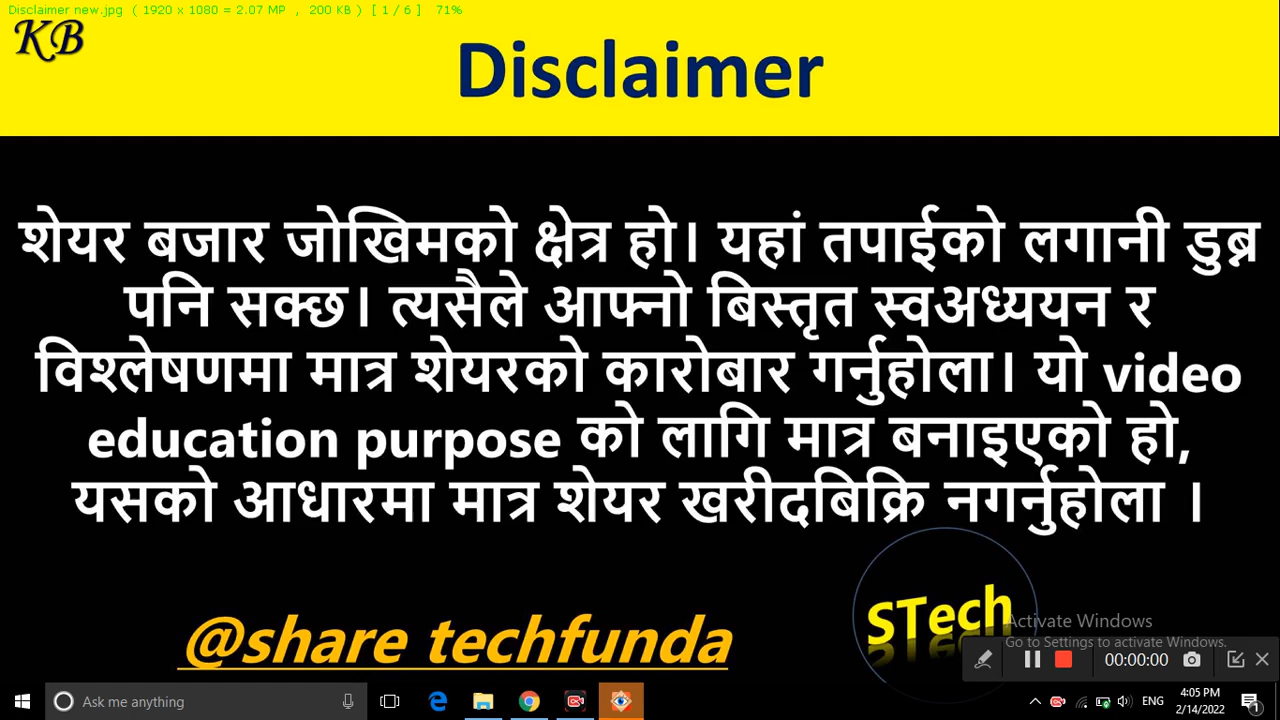 Disclaimer new.jpg ( 1920 x 1080 = 2.07 MP , 200 KB ) [ 1 / 6 ] 71%
KB
Disclaimer
शेयर बजार जोखिमको क्षेत्र हो। यहां तपाईको लगानी डुब्न
पनि सक्छ। त्यसैले आफ्नो बिस्तृत स्वअध्ययन र
विश्लेषणमा मात्र शेयरको कारोबार गर्नुहोला। यो video
education purpose को लागि मात्र बनाइएको हो,
यसको आधारमा मात्र शेयर खरीदबिक्रि नगर्नुहोला ।
@share techfunda
STech
Activate Windows
Go to Settings to activate Windows.
00:00:00
Ask me anything
ENG
4:05 PM
2/14/2022
1